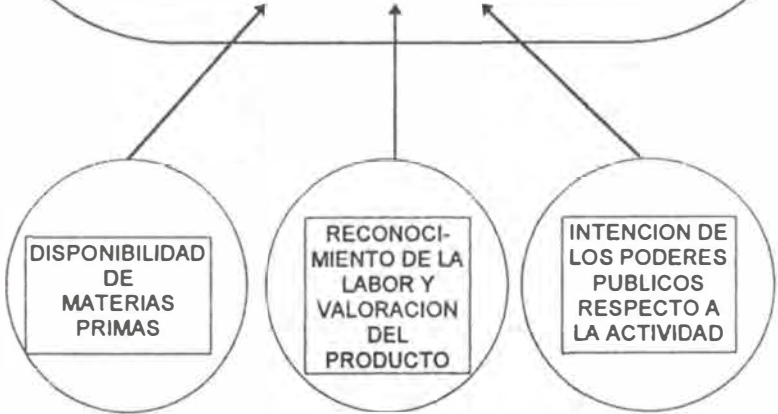 DISPONIBILIDAD
DE
MATERIAS
PRIMAS
RECONOCI-
MIENTO DE LA
LABOR Y
VALORACION
DEL
PRODUCTO
INTENCION DE
LOS PODERES
PUBLICOS
RESPECTO A
LA ACTIVIDAD